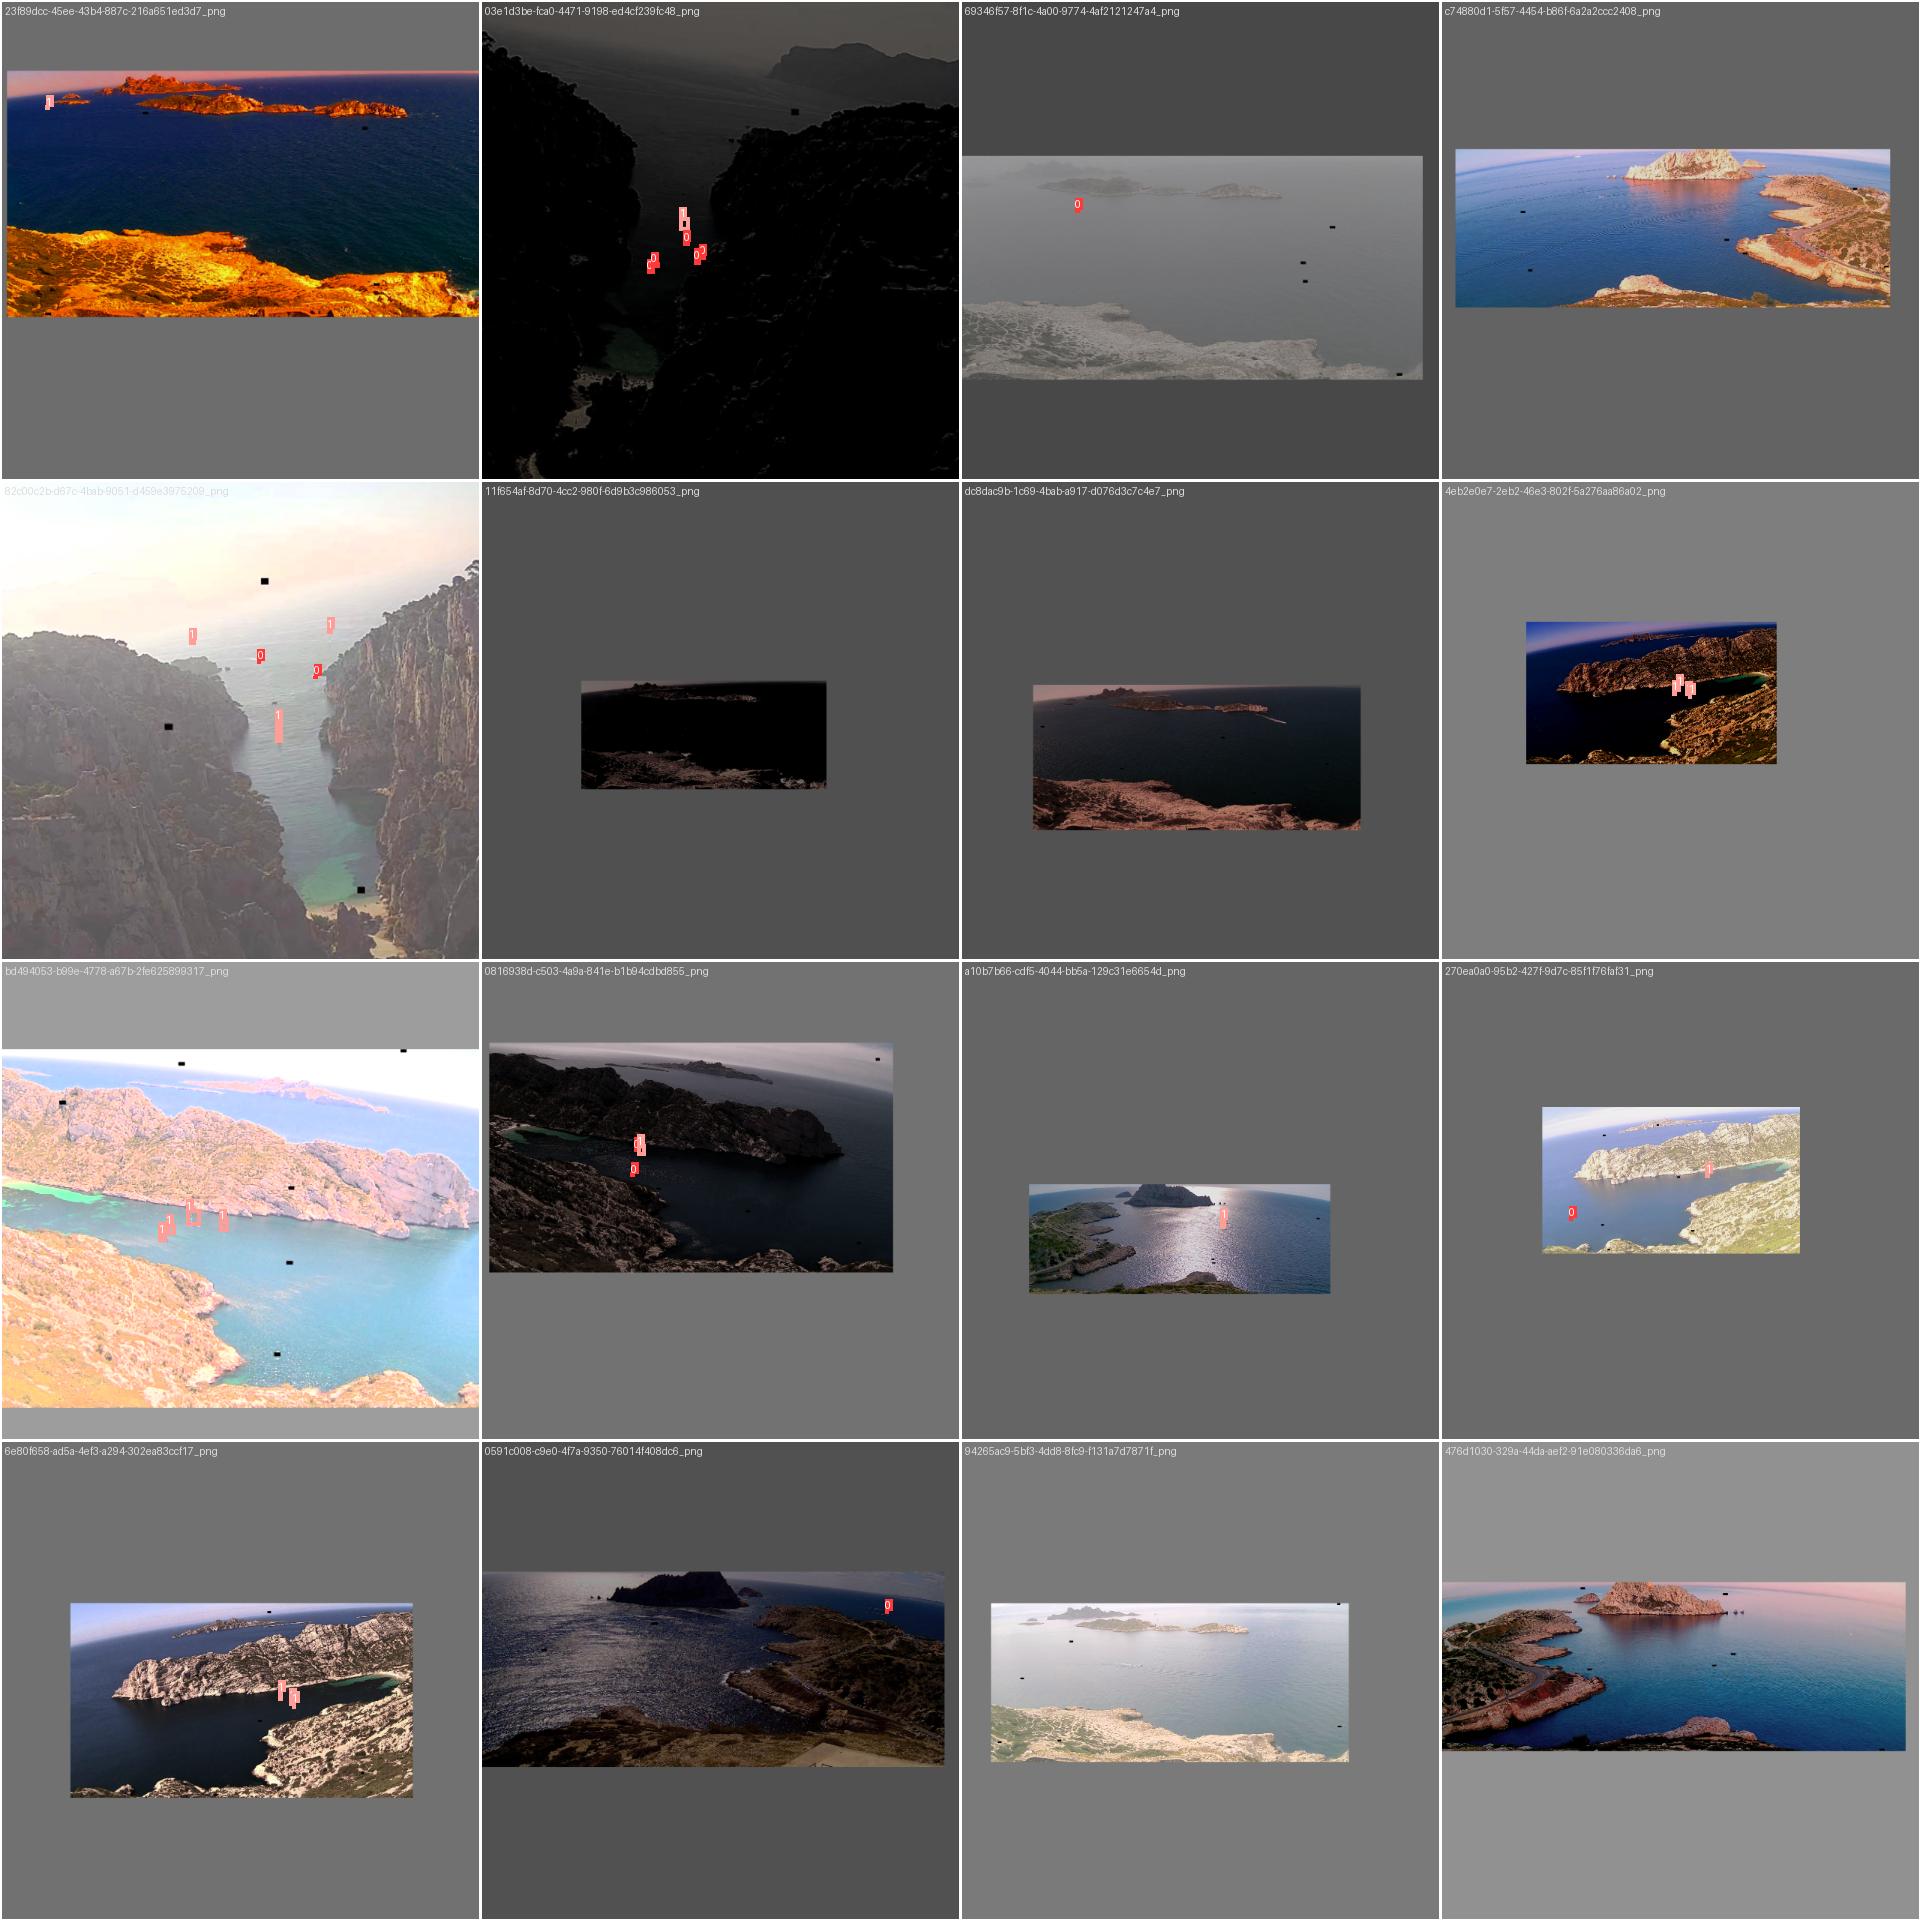 23f89dcc-45ee-43b4-887c-216a651ed3d7_png
03e1d3be-fca0-4471-9198-ed4cf239fc48_png
69346f57-8f1c-4a00-9774-4af2121247a4_png
c74880d1-5f57-4454-b86f-6a2a2ccc2408_png
1
1
0
0
0
0
0
0
82c00c2b-d67c-4bab-9051-d459e3975209_png
11f654af-8d70-4cc2-980f-6d9b3c986053_png
dc8dac9b-1c69-4bab-a917-d076d3c7c4e7_png
4eb2e0e7-2eb2-46e3-802f-5a276aa86a02_png
1
1
0
0
1
1
1
1
bd494053-b99e-4778-a67b-2fe625899317_png
0816938d-c503-4a9a-841e-b1b94cdbd855_png
a10b7b66-cdf5-4044-bb5a-129c31e6654d_png
270ea0a0-95b2-427f-9d7c-85f1f76faf31_png
1
1
1
1
1
0
1
1
0
6e80f658-ad5a-4ef3-a294-302ea83ccf17_png
0591c008-c9e0-4f7a-9350-76014f408dc6_png
94265ac9-5bf3-4dd8-8fc9-f131a7d7871f_png
476d1030-329a-44da-aef2-91e080336da6_png
1
1
0